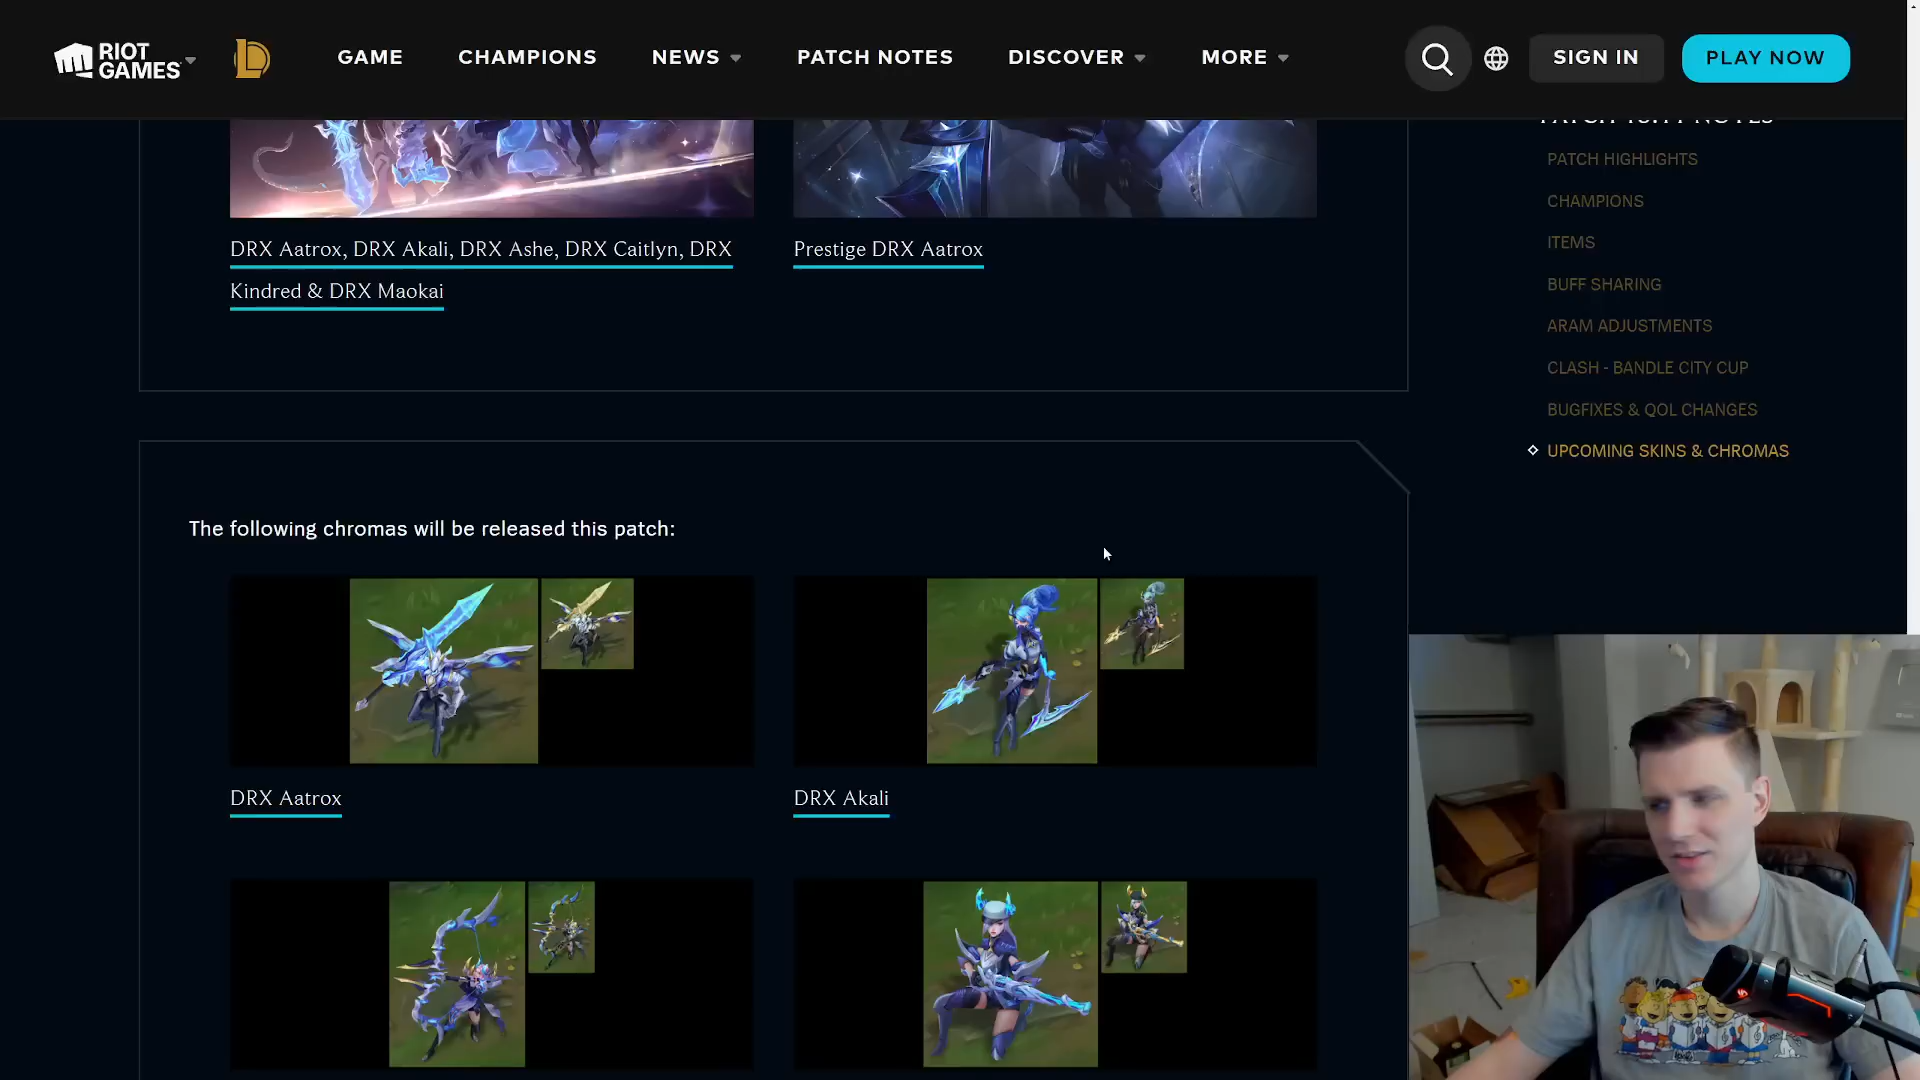 RIOT GAMES GAME CHAMPIONS NEWS PATCH NOTES DISCOVER MORE SIGN IN PLAY NOW
PATCH HIGHLIGHTS
CHAMPIONS
ITEMS
BUFF SHARING
ARAM ADJUSTMENTS
CLASH - BANDLE CITY CUP
BUGFIXES & QOL CHANGES
UPCOMING SKINS & CHROMAS
DRX Aatrox, DRX Akali, DRX Ashe, DRX Caitlyn, DRX
Kindred & DRX Maokai
Prestige DRX Aatrox
The following chromas will be released this patch:
DRX Aatrox
DRX Akali